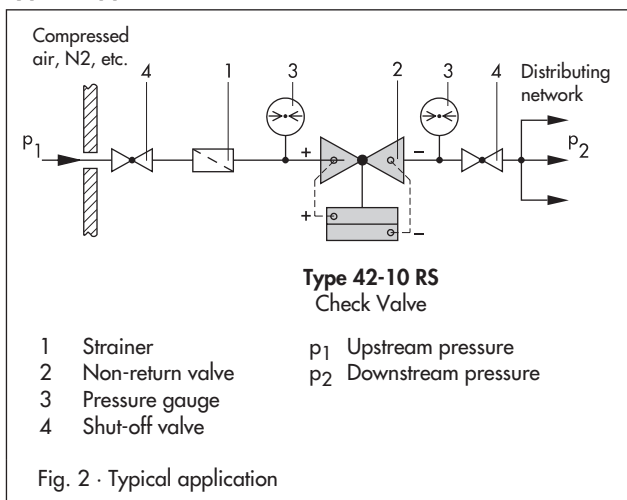 Compressed
air, N2, etc.
4
1
3
2
3
4
Distributing
network
p1
+
–
p2
+
–
Type 42-10 RS
Check Valve
1 Strainer
2 Non-return valve
3 Pressure gauge
4 Shut-off valve
p1 Upstream pressure
p2 Downstream pressure
Fig. 2 · Typical application